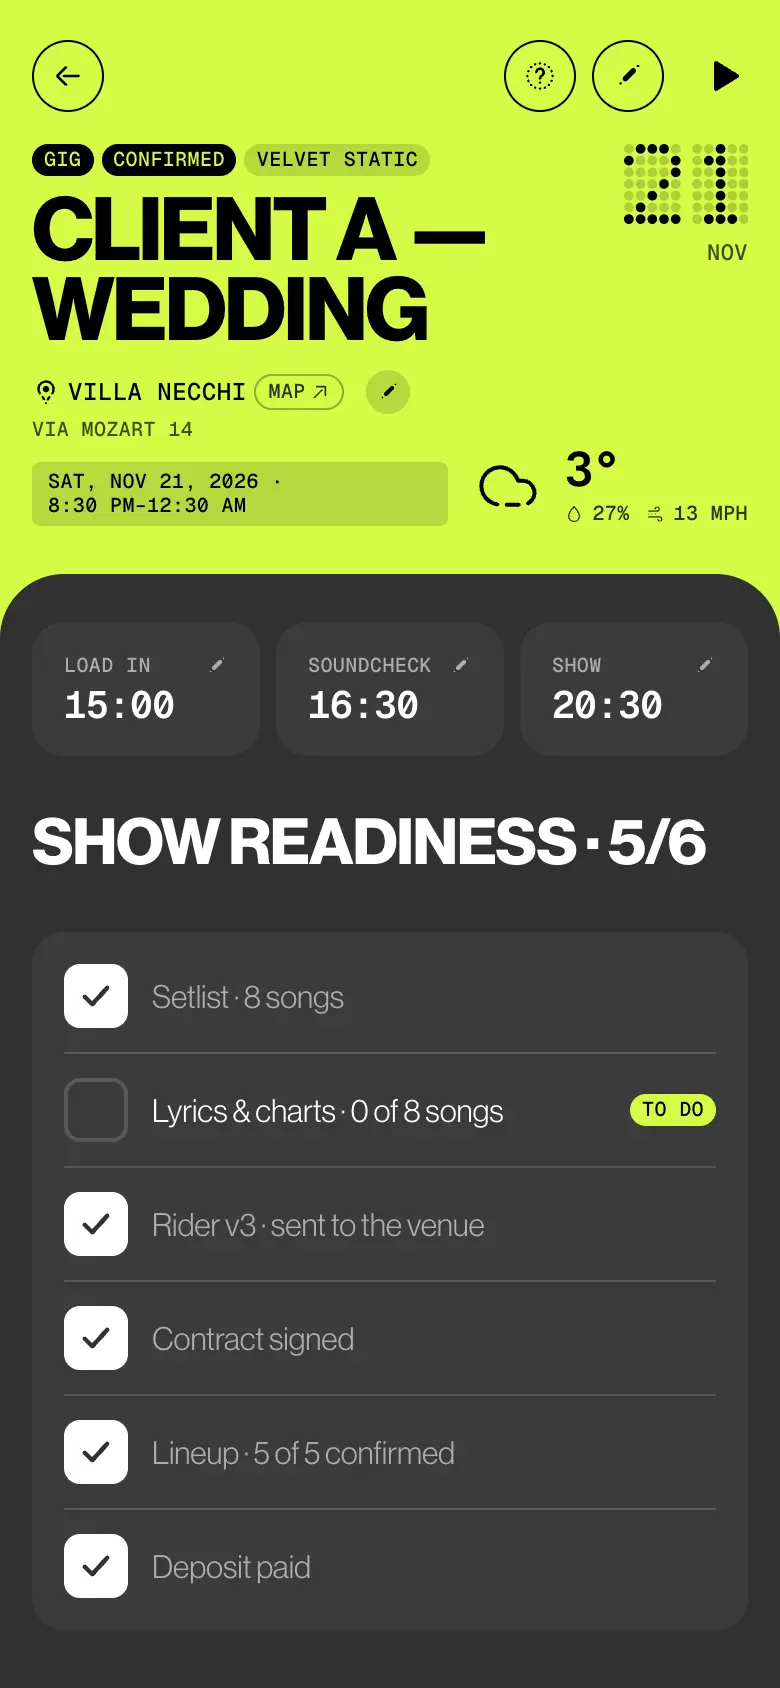 GIG CONFIRMED VELVET STATIC
21
NOV
CLIENT A —
WEDDING
VILLA NECCHI MAP
VIA MOZART 14
SAT, NOV 21, 2026 ·
8:30 PM–12:30 AM
3°
27% 13 MPH
LOAD IN
15:00
SOUNDCHECK
16:30
SHOW
20:30
SHOW READINESS · 5/6
Setlist · 8 songs
Lyrics & charts · 0 of 8 songs TO DO
Rider v3 · sent to the venue
Contract signed
Lineup · 5 of 5 confirmed
Deposit paid